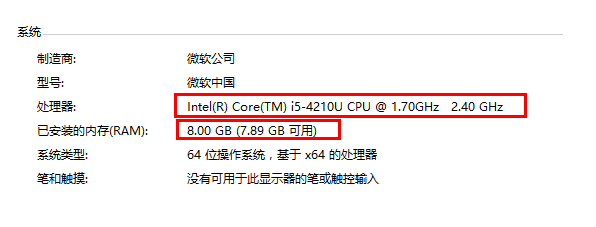 系统
制造商: 微软公司
型号: 微软中国
处理器: Intel(R) Core(TM) i5-4210U CPU @ 1.70GHz 2.40 GHz
已安装的内存(RAM): 8.00 GB (7.89 GB 可用)
系统类型: 64 位操作系统，基于 x64 的处理器
笔和触摸: 没有可用于此显示器的笔或触控输入